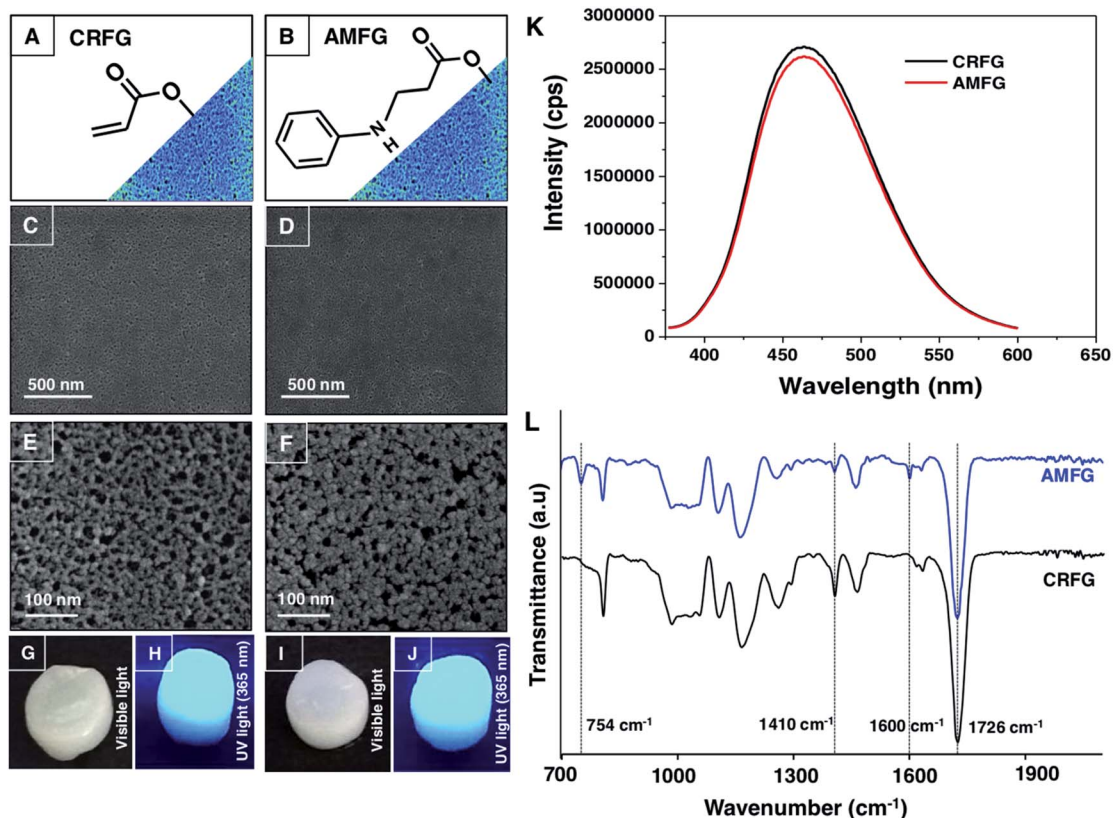 A CRFG
O
O
B AMFG
O
O
N
H
C
500 nm
D
500 nm
E
100 nm
F
100 nm
G
Visible light
H
UV light (365 nm)
I
Visible light
J
UV light (365 nm)
K
3000000
2500000
2000000
1500000
1000000
500000
0
Intensity (cps)
CRFG
AMFG
400 450 500 550 600 650
Wavelength (nm)
L
Transmittance (a.u)
AMFG
CRFG
754 cm-1 1410 cm-1 1600 cm-1 1726 cm-1
700 1000 1300 1600 1900
Wavenumber (cm-1)